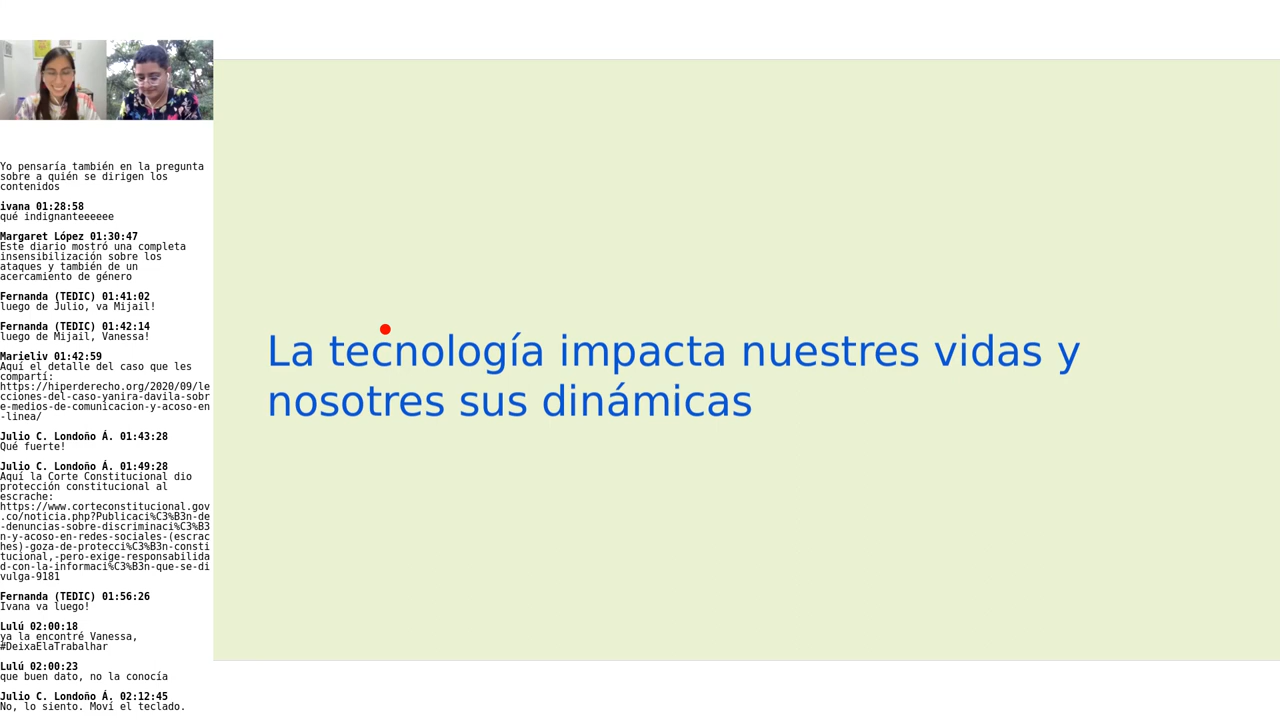 Yo pensaría también en la pregunta
sobre a quién se dirigen los
contenidos
ivana 01:28:58
qué indignanteeeeee
Margaret López 01:30:47
Este diario mostró una completa
insensibilización sobre los
ataques y también de un
acercamiento de género
Fernanda (TEDIC) 01:41:02
luego de Julio, va Mijail!
Fernanda (TEDIC) 01:42:14
luego de Mijail, Vanessa!
Marieliv 01:42:59
Aquí el detalle del caso que les
compartí:
https://hiperderecho.org/2020/09/le
cciones-del-caso-yanira-davila-sobr
e-medios-de-comunicacion-y-acoso-en
-linea/
Julio C. Londoño Á. 01:43:28
Qué fuerte!
Julio C. Londoño Á. 01:49:28
Aquí la Corte Constitucional dio
protección constitucional al
escrache:
https://www.corteconstitucional.gov
.co/noticia.php?Publicaci%C3%B3n-de
-denuncias-sobre-discriminaci%C3%B3
n-y-acoso-en-redes-sociales-(escrac
hes)-goza-de-protecci%C3%B3n-consti
tucional,-pero-exige-responsabilida
d-con-la-informaci%C3%B3n-que-se-di
vulga-9181
Fernanda (TEDIC) 01:56:26
Ivana va luego!
Lulú 02:00:18
ya la encontré Vanessa,
#DeixaElaTrabalhar
Lulú 02:00:23
que buen dato, no la conocía
Julio C. Londoño Á. 02:12:45
No, lo siento. Moví el teclado.
La tecnología impacta nuestres vidas y
nosotres sus dinámicas